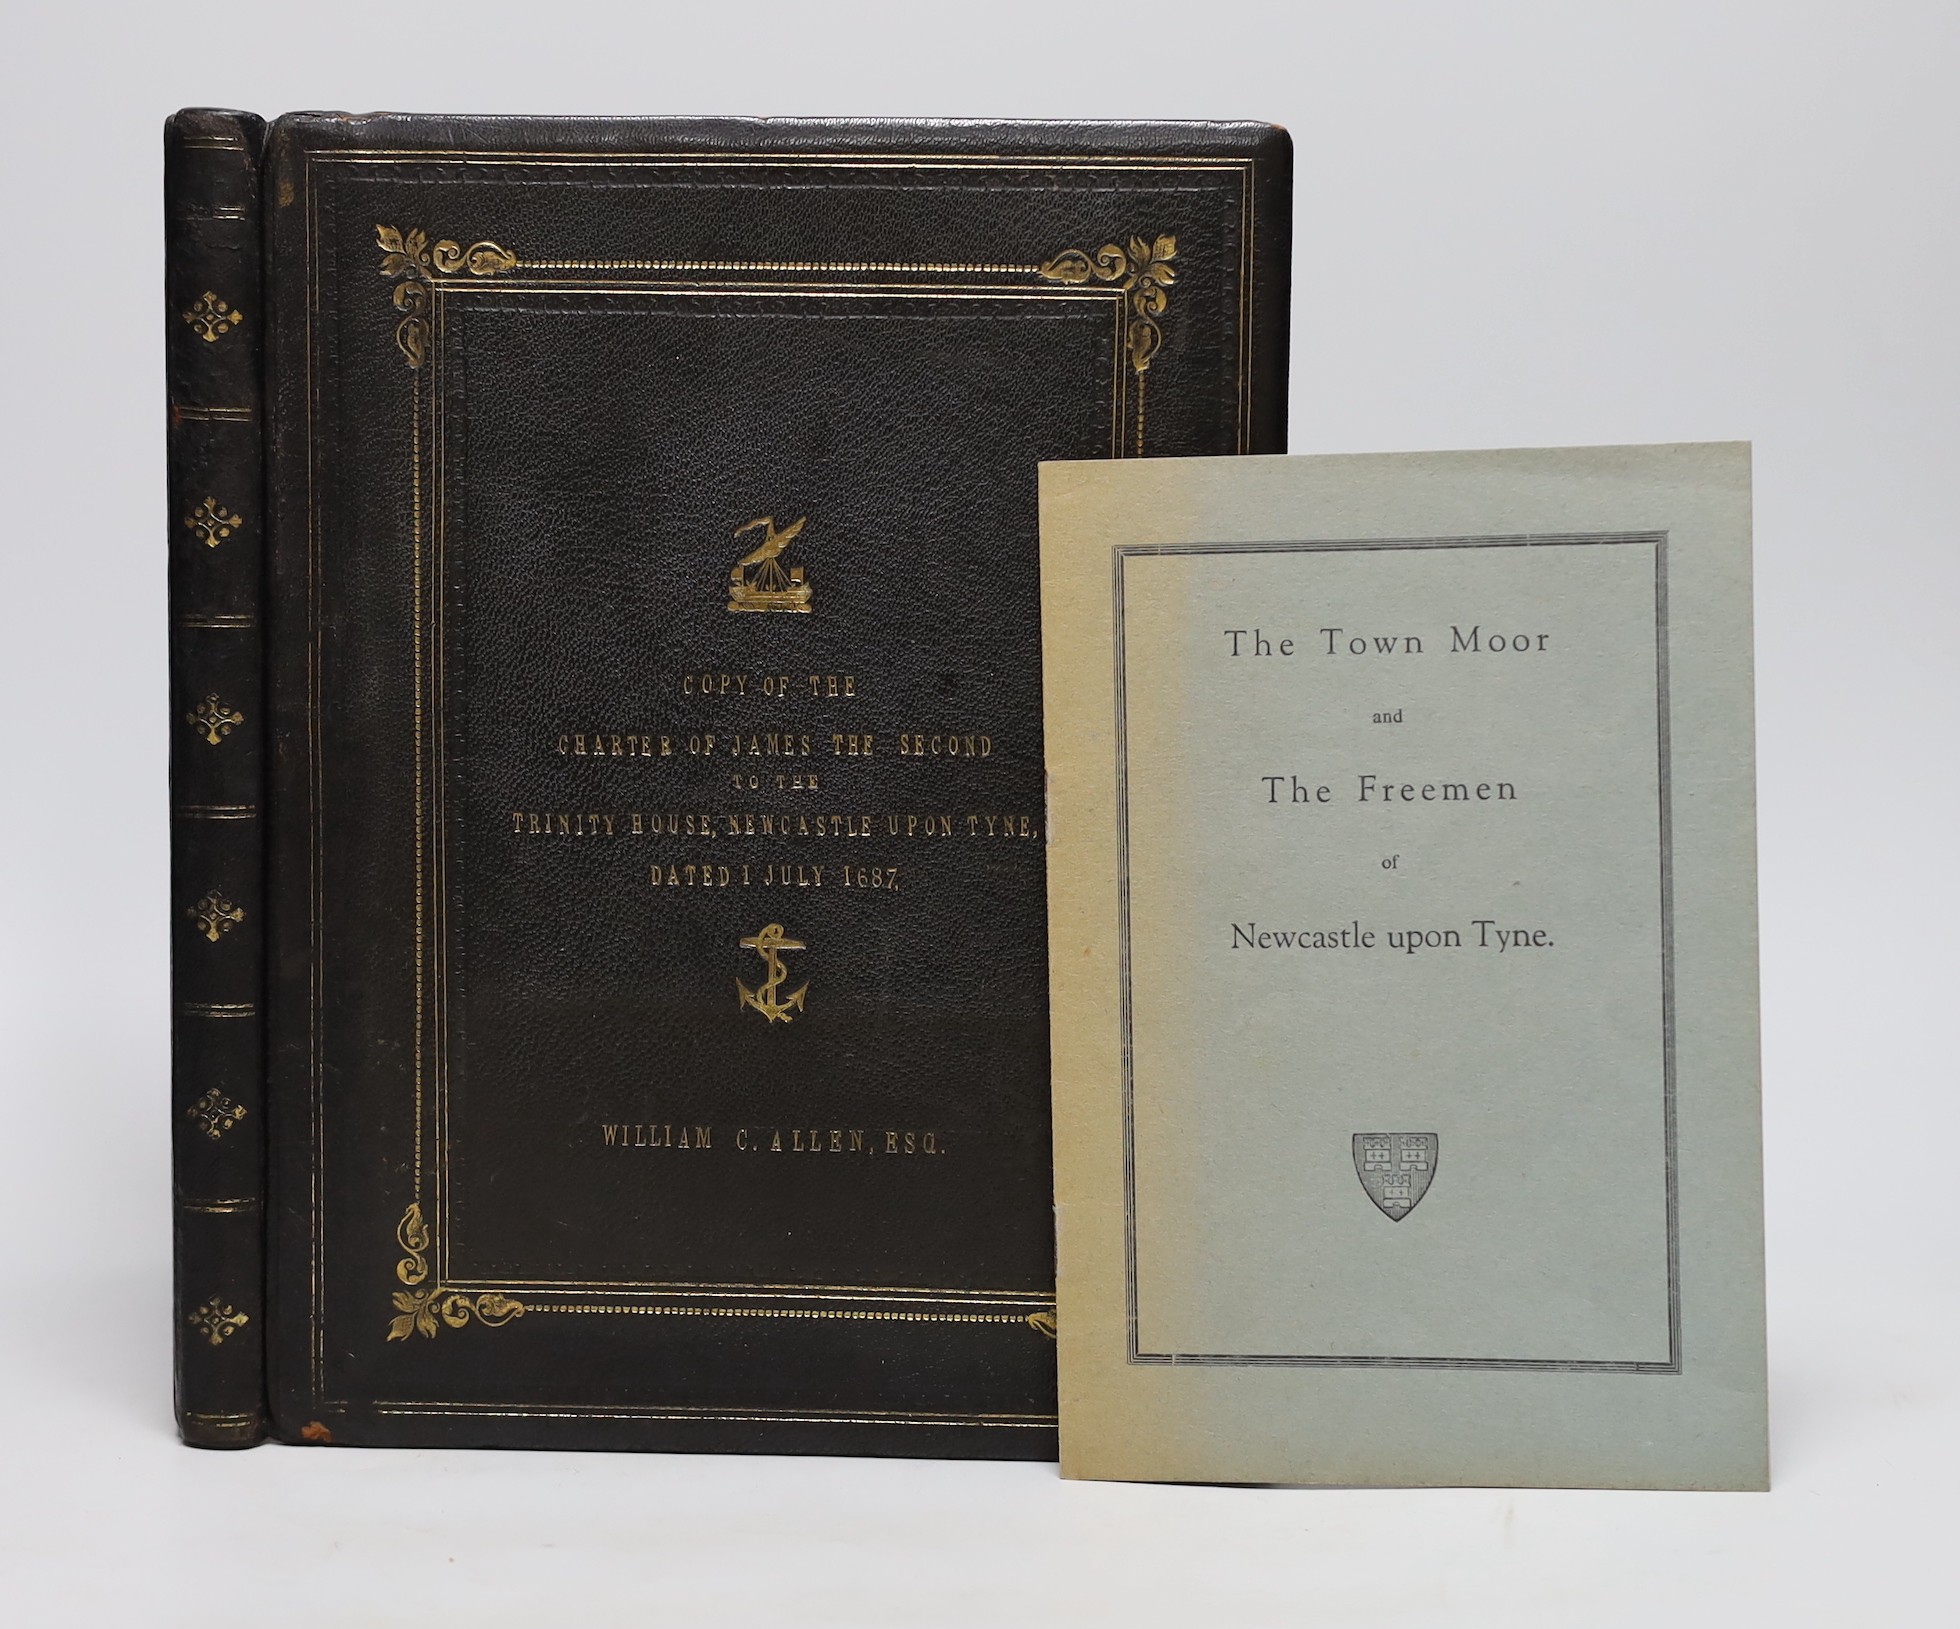 COPY OF THE
CHARTER OF JAMES THE SECOND
TO THE
TRINITY HOUSE, NEWCASTLE UPON TYNE,
DATED 1 JULY 1687.
WILLIAM C. ALLEN, ESQ.
The Town Moor
and
The Freemen
of
Newcastle upon Tyne.